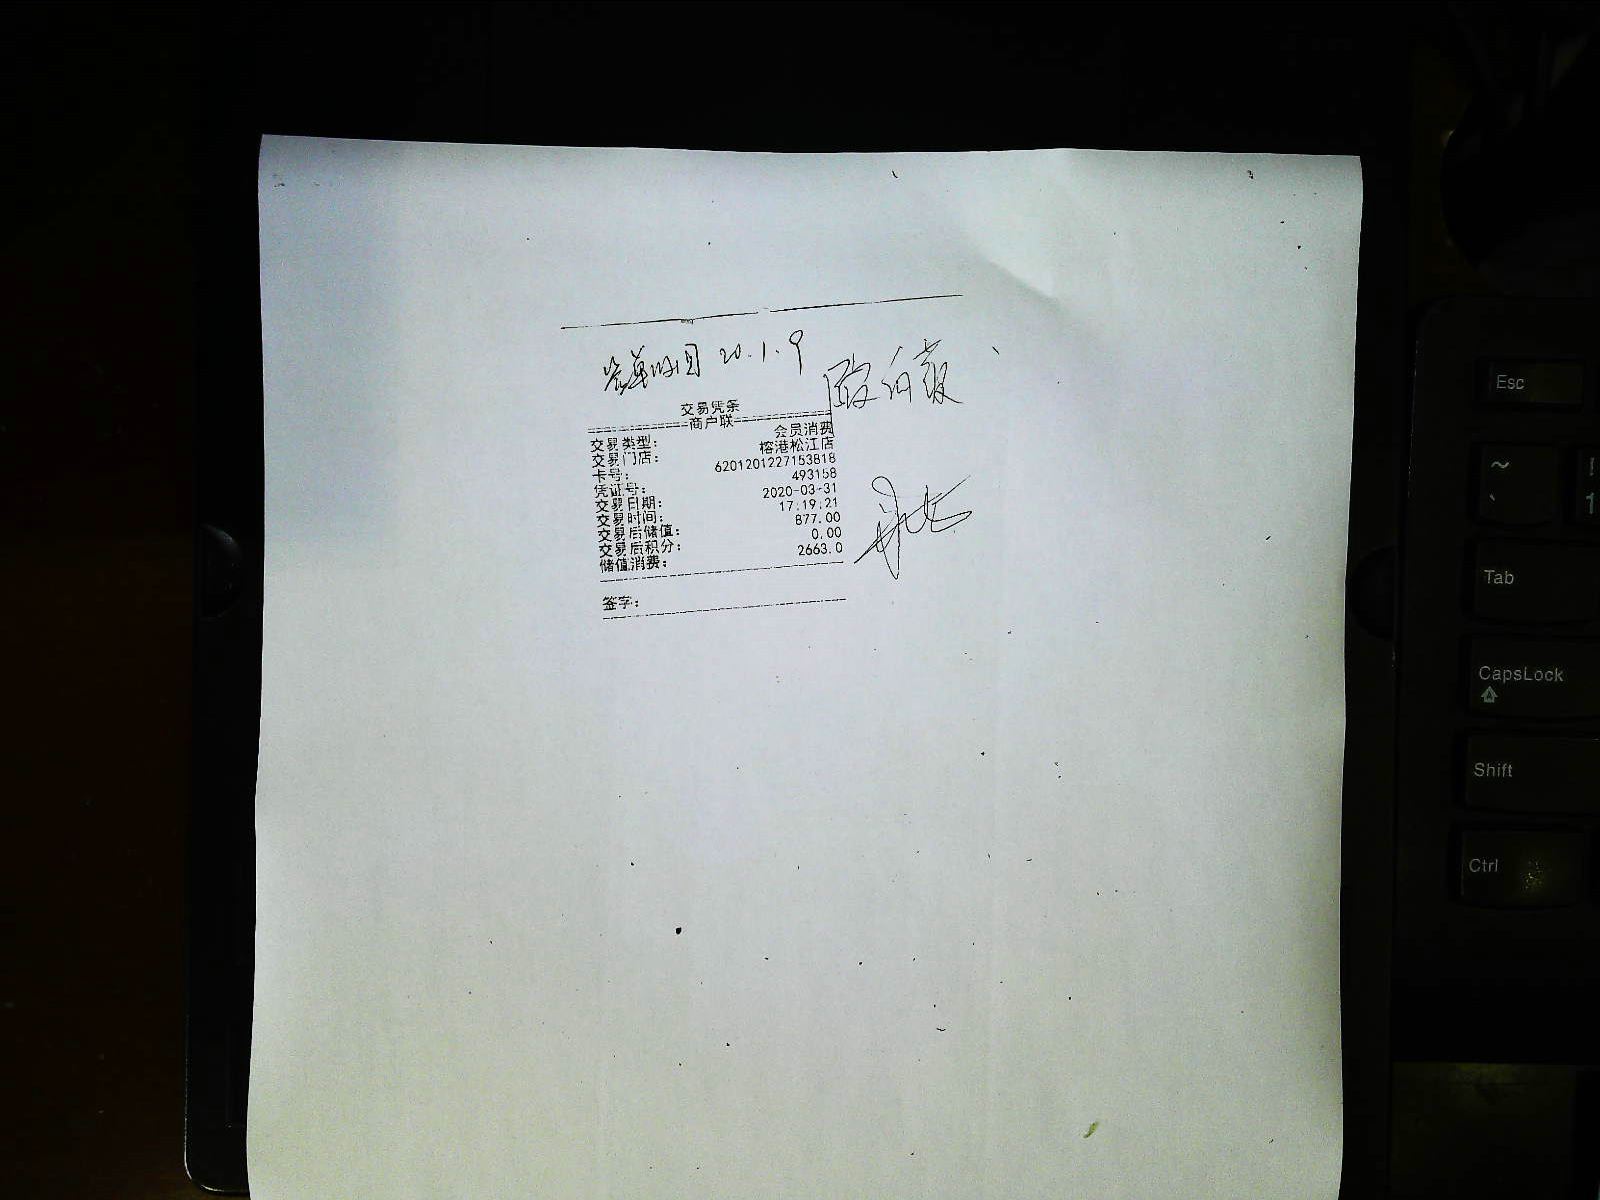 20.1.9
交易凭条
商户联
交易类型： 会员消费
交易门店： 榕港松江店
卡号： 6201201227153818
凭证号： 493158
交易日期： 2020-03-31
交易时间： 17:19:21
交易后储值： 877.00
交易后积分： 0.00
储值消费： 2663.0
签字：
Esc
~
、
!
1
Tab
CapsLock
Shift
Ctrl